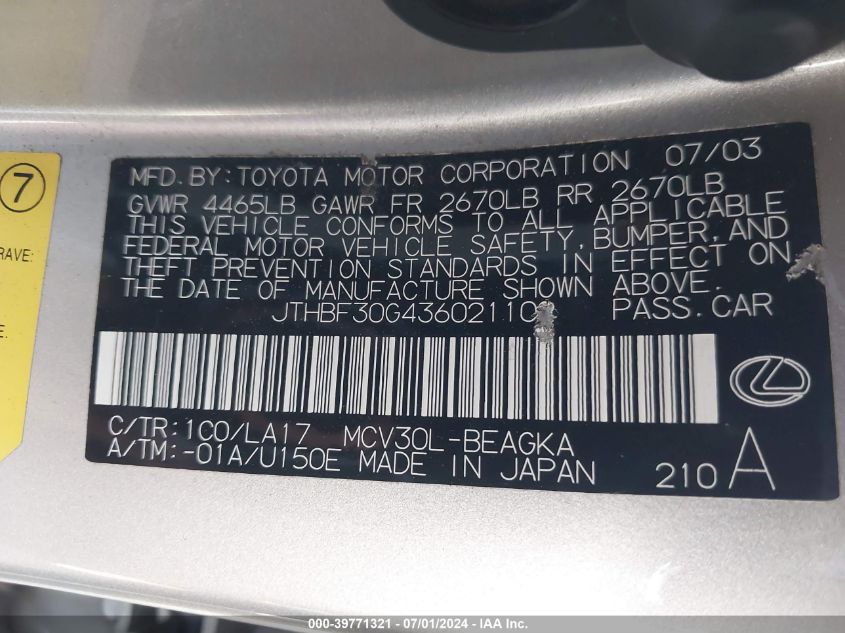 7
RAVE:
MFD. BY: TOYOTA MOTOR CORPORATION 07/03
GVWR 4465LB GAWR FR 2670LB RR 2670LB
THIS VEHICLE CONFORMS TO ALL APPLICABLE
FEDERAL MOTOR VEHICLE SAFETY, BUMPER, AND
THEFT PREVENTION STANDARDS IN EFFECT ON
THE DATE OF MANUFACTURE SHOWN ABOVE.
JTHBF30G43602110 PASS. CAR
C/TR: 1C0/LA17 MCV30L-BEAGKA
A/TM: -01A/U150E MADE IN JAPAN 210 A
000-39771321 - 07/01/2024 - IAA Inc.